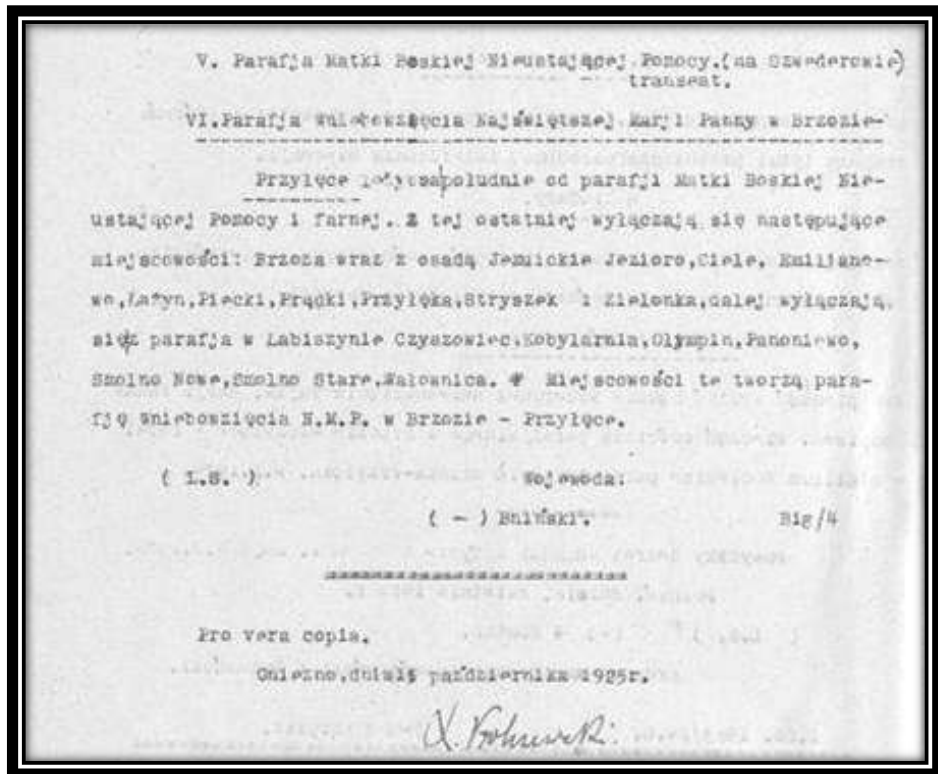 V. Parafja Matki Boskiej Nieustającej Pomocy.(na Szwederowie)
transeat.
VI.Parafja Wniebowzięcia Najświętszej Marji Panny w Brzozie-
Przyłęce leży na południe od parafji Matki Boskiej Nie-
ustającej Pomocy i farnej. Z tej ostatniej wyłączają się następujące
miejscowości: Brzoza wraz z osadą Jezuickie Jezioro,Ciele, Emiljano-
wo,Łażyn,Piecki,Prądki,Przyłęka,Stryszek i Zielonka,dalej wyłączają
się z parafja w Łabiszynie Czyszowiec,Kobylarnia,Olympin,Panoniewo,
Smolno Nowe,Smolno Stare,Wałownica. Miejscowości te tworzą para-
fję Wniebozięcia N.M.P. w Brzozie - Przyłęce.
( L.S. ) Wojewoda:
( - ) Bniński. Big/4
Pro vera copia.
Gniezno,dnia października 1925r.